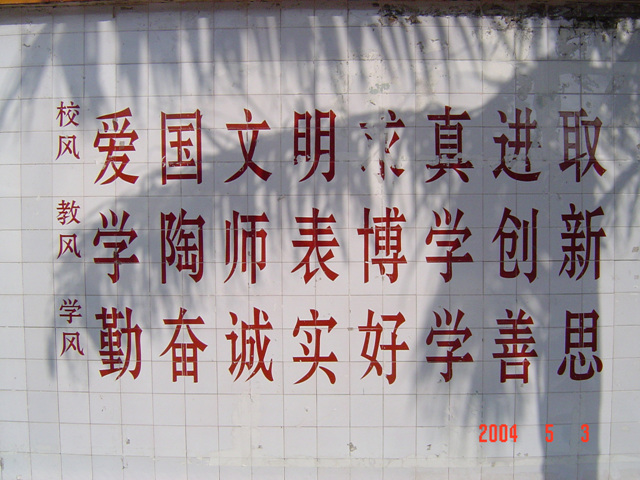 校风 爱国文明求真进取
教风 学陶师表博学创新
学风 勤奋诚实好学善思
2004 5 3